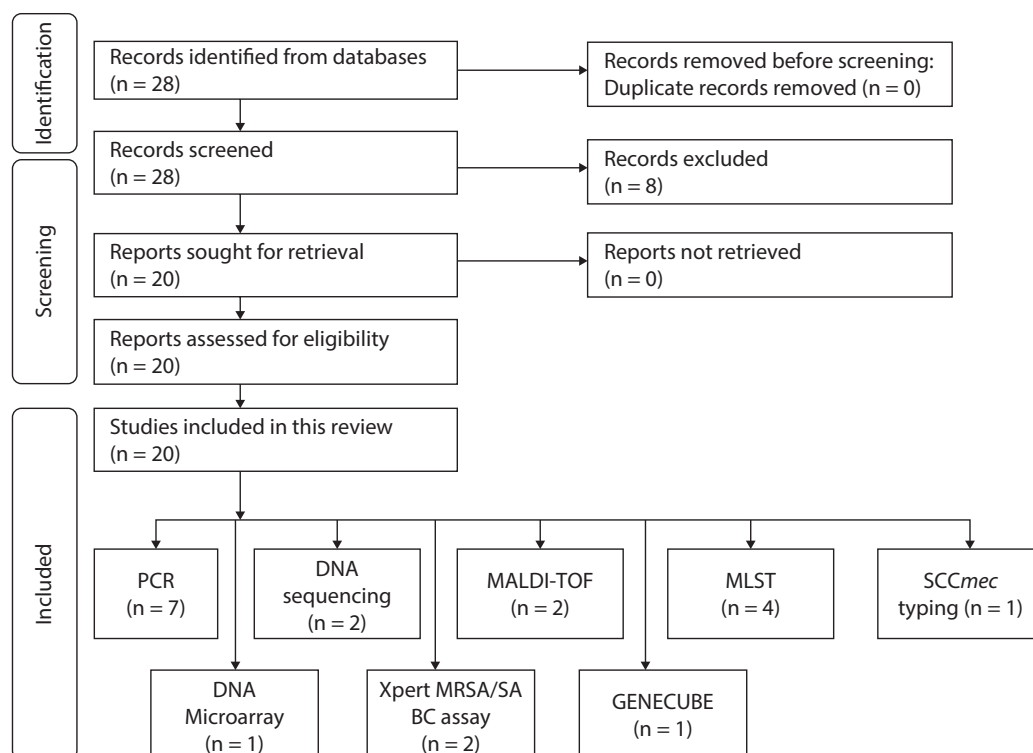 Identification
Records identified from databases
(n = 28)
Records removed before screening:
Duplicate records removed (n = 0)
Screening
Records screened
(n = 28)
Records excluded
(n = 8)
Reports sought for retrieval
(n = 20)
Reports not retrieved
(n = 0)
Reports assessed for eligibility
(n = 20)
Included
Studies included in this review
(n = 20)
PCR
(n = 7)
DNA
sequencing
(n = 2)
MALDI-TOF
(n = 2)
MLST
(n = 4)
SCCmec
typing (n = 1)
DNA
Microarray
(n = 1)
Xpert MRSA/SA
BC assay
(n = 2)
GENECUBE
(n = 1)